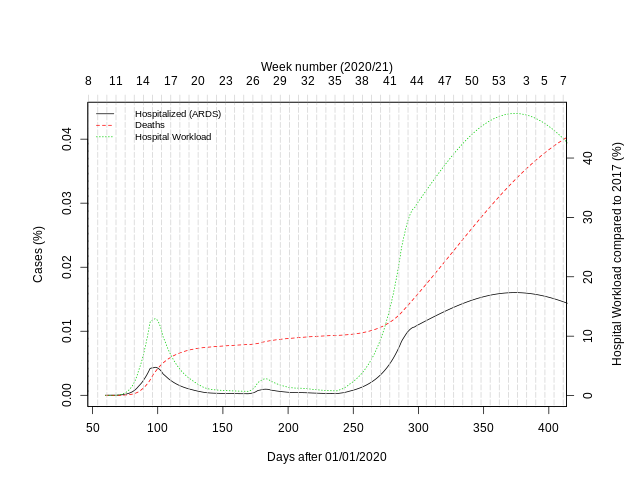 Week number (2020/21)
8 11 14 17 20 23 26 29 32 35 38 41 44 47 50 53 3 5 7
Hospitalized (ARDS)
Deaths
Hospital Workload
Cases (%)
0.04
0.03
0.02
0.01
0.00
40
30
20
10
0
Hospital Workload compared to 2017 (%)
50 100 150 200 250 300 350 400
Days after 01/01/2020